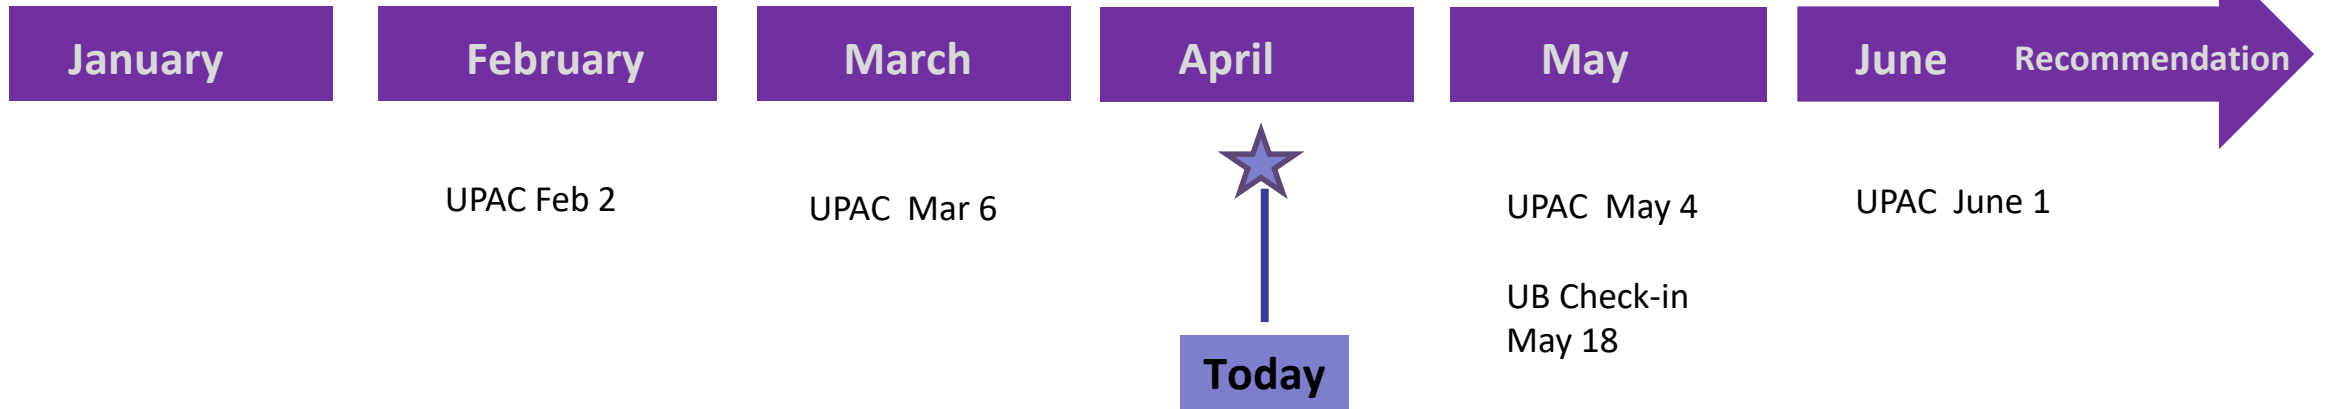 January
February
March
April
May
June
Recommendation
UPAC Feb 2
UPAC Mar 6
UPAC May 4
UPAC June 1
UB Check-in
May 18
Today